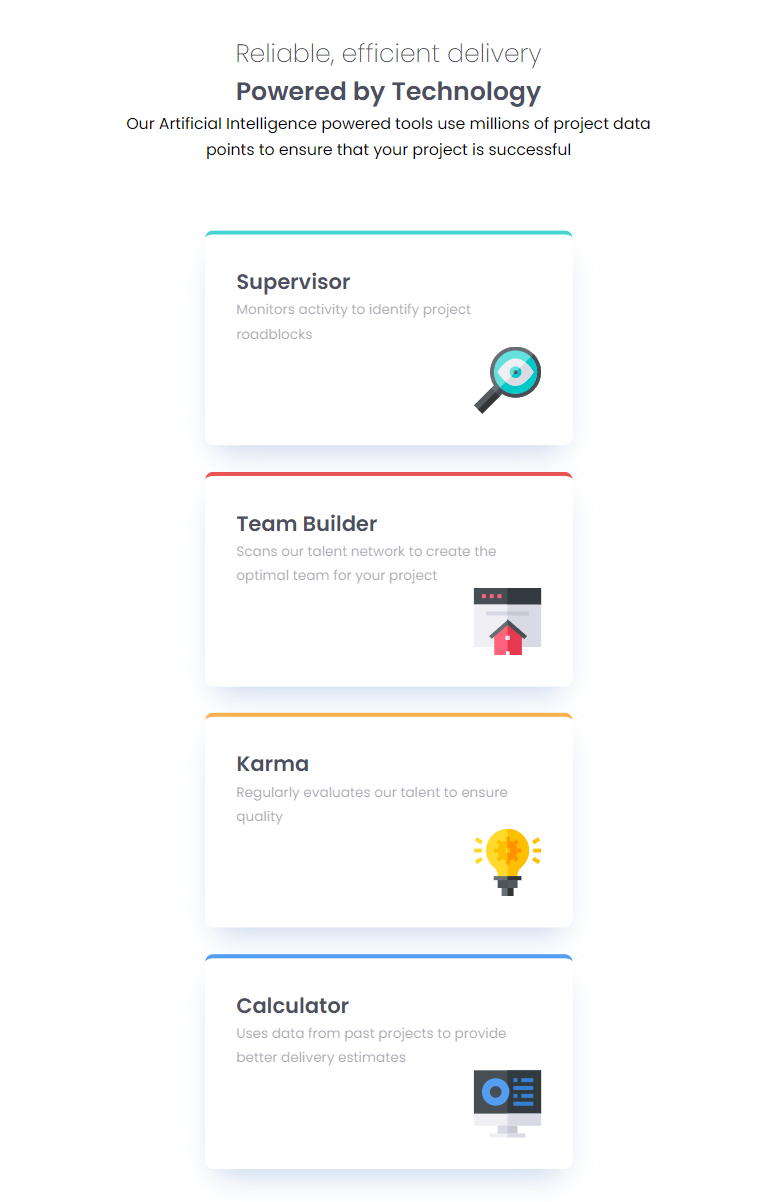 Reliable, efficient delivery
Powered by Technology
Our Artificial Intelligence powered tools use millions of project data
points to ensure that your project is successful
Supervisor
Monitors activity to identify project
roadblocks
Team Builder
Scans our talent network to create the
optimal team for your project
Karma
Regularly evaluates our talent to ensure
quality
Calculator
Uses data from past projects to provide
better delivery estimates